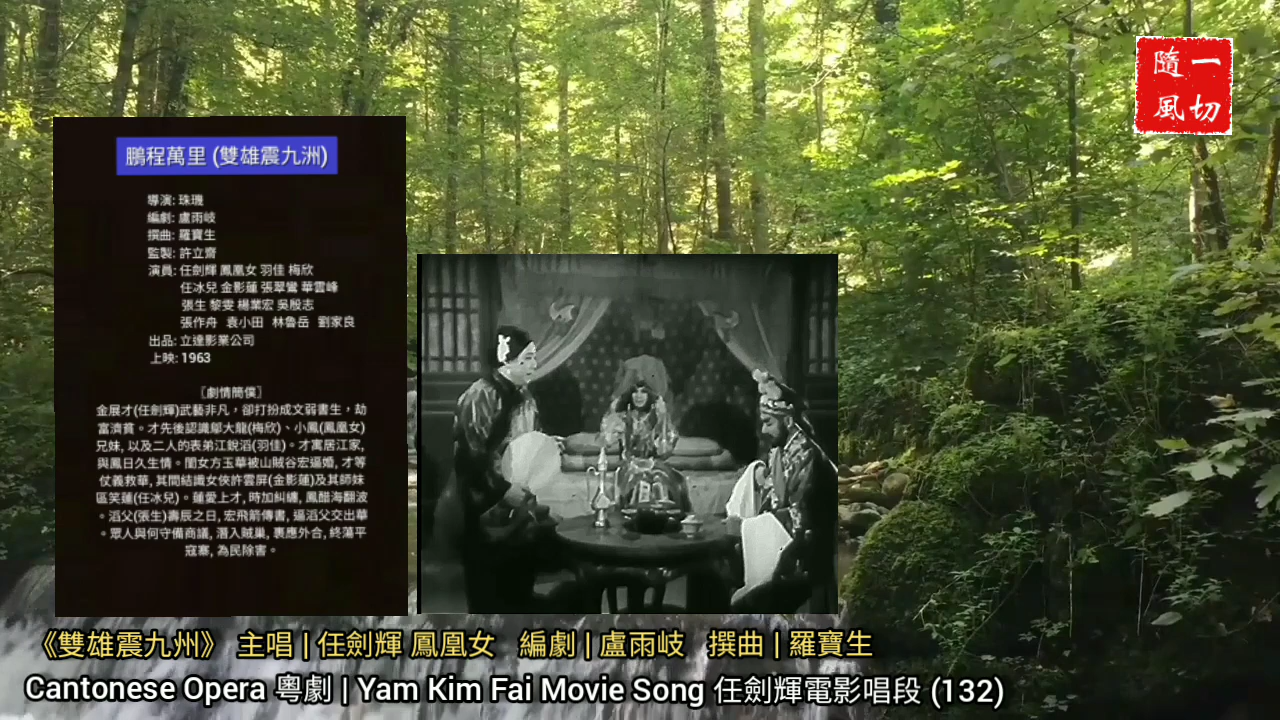 隨一
風切
鵬程萬里 (雙雄震九洲)
導演: 珠璣
編劇: 盧雨岐
撰曲: 羅寶生
監製: 許立齋
演員: 任劍輝 鳳凰女 羽佳 梅欣
任冰兒 金影蓮 張翠鸞 華雲峰
張生 黎雯 楊業宏 吳殷志
張作舟 袁小田 林魯岳 劉家良
出品: 立達影業公司
上映: 1963
〖劇情簡僕〗
金展才(任劍輝)武藝非凡，卻打扮成文弱書生，劫
富濟貧。才先後認識鄔大龍(梅欣)、小鳳(鳳凰女)
兄妹, 以及二人的表弟江銳滔(羽佳)。才寓居江家,
與鳳日久生情。閨女方玉華被山賊谷宏逼婚, 才等
仗義救華, 其間結識女俠許雲屏(金影蓮)及其師妹
區笑蓮(任冰兒)。蓮愛上才, 時加糾纏, 鳳醋海翻波
。滔父(張生)壽辰之日, 宏飛箭傳書, 逼滔父交出華
。眾人與何守備商議, 潛入賊巢, 裹應外合, 終蕩平
寇寨, 為民除害。
《雙雄震九州》 主唱 | 任劍輝 鳳凰女 編劇 | 盧雨岐 撰曲 | 羅寶生
Cantonese Opera 粵劇 | Yam Kim Fai Movie Song 任劍輝電影唱段 (132)